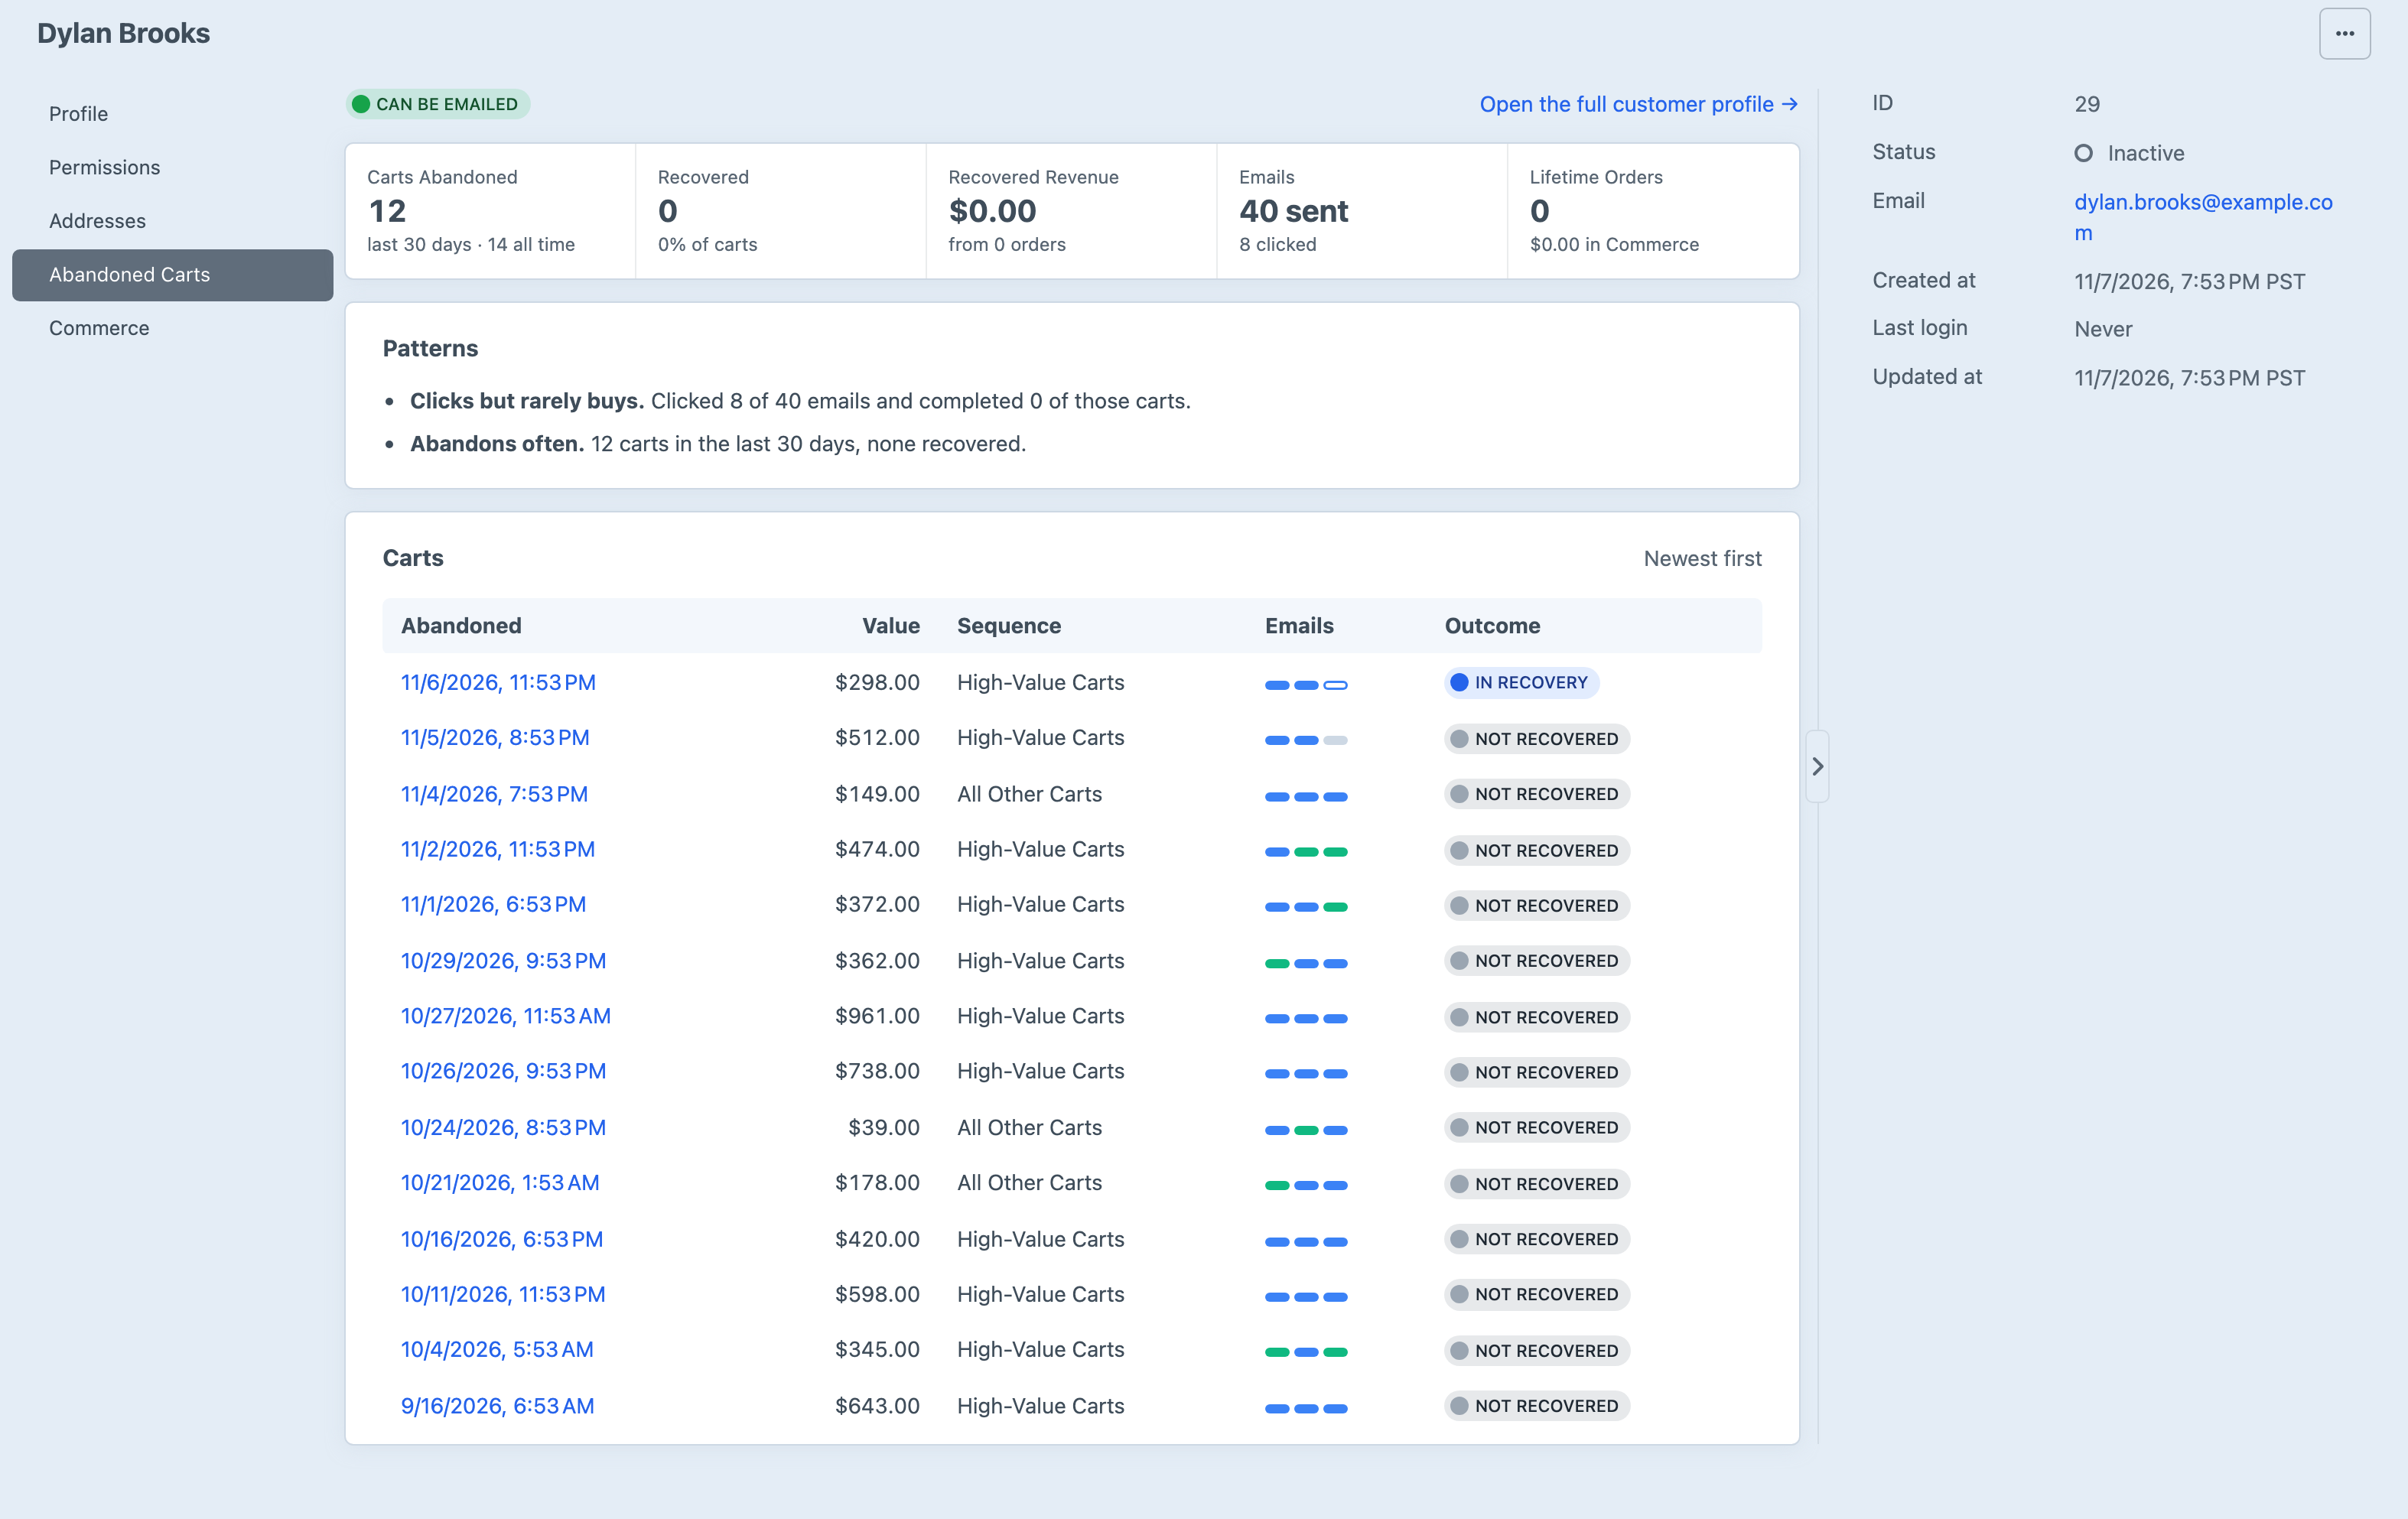 Dylan Brooks
Profile
Permissions
Addresses
Abandoned Carts
Commerce
CAN BE EMAILED
Open the full customer profile →
Carts Abandoned
12
last 30 days · 14 all time
Recovered
0
0% of carts
Recovered Revenue
$0.00
from 0 orders
Emails
40 sent
8 clicked
Lifetime Orders
0
$0.00 in Commerce
Patterns
• Clicks but rarely buys. Clicked 8 of 40 emails and completed 0 of those carts.
• Abandons often. 12 carts in the last 30 days, none recovered.
Carts
Newest first
Abandoned Value Sequence Emails Outcome
11/6/2026, 11:53 PM $298.00 High-Value Carts IN RECOVERY
11/5/2026, 8:53 PM $512.00 High-Value Carts NOT RECOVERED
11/4/2026, 7:53 PM $149.00 All Other Carts NOT RECOVERED
11/2/2026, 11:53 PM $474.00 High-Value Carts NOT RECOVERED
11/1/2026, 6:53 PM $372.00 High-Value Carts NOT RECOVERED
10/29/2026, 9:53 PM $362.00 High-Value Carts NOT RECOVERED
10/27/2026, 11:53 AM $961.00 High-Value Carts NOT RECOVERED
10/26/2026, 9:53 PM $738.00 High-Value Carts NOT RECOVERED
10/24/2026, 8:53 PM $39.00 All Other Carts NOT RECOVERED
10/21/2026, 1:53 AM $178.00 All Other Carts NOT RECOVERED
10/16/2026, 6:53 PM $420.00 High-Value Carts NOT RECOVERED
10/11/2026, 11:53 PM $598.00 High-Value Carts NOT RECOVERED
10/4/2026, 5:53 AM $345.00 High-Value Carts NOT RECOVERED
9/16/2026, 6:53 AM $643.00 High-Value Carts NOT RECOVERED
ID 29
Status Inactive
Email dylan.brooks@example.co
m
Created at 11/7/2026, 7:53 PM PST
Last login Never
Updated at 11/7/2026, 7:53 PM PST